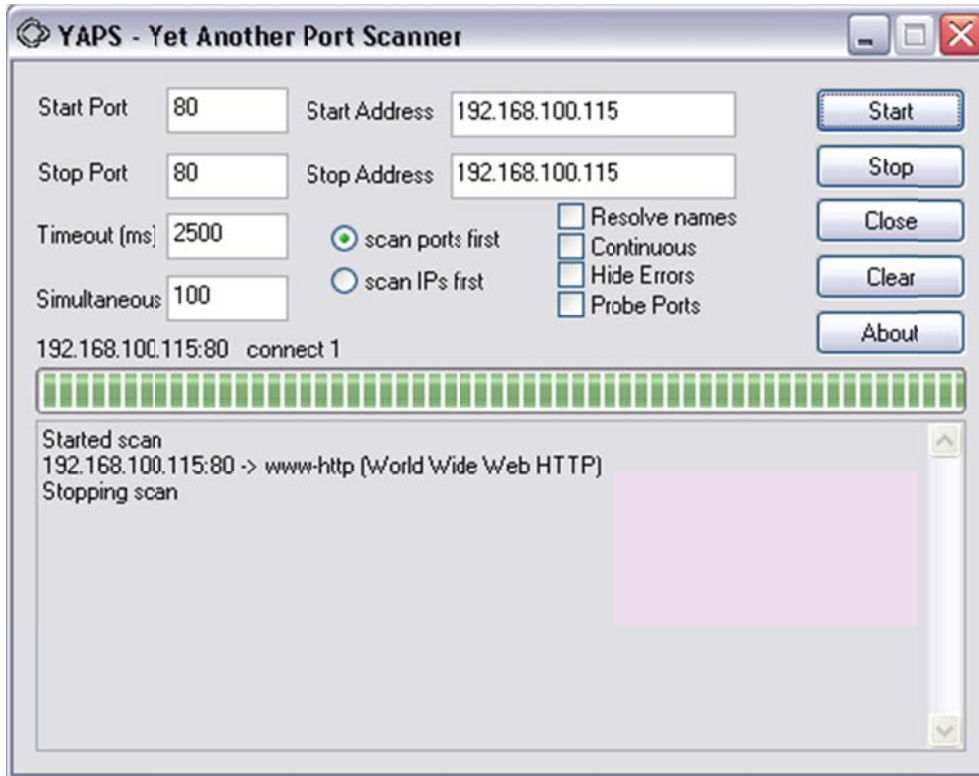 YAPS - Yet Another Port Scanner
Start Port 80 Start Address 192.168.100.115 Start
Stop Port 80 Stop Address 192.168.100.115 Stop
Timeout (ms) 2500 scan ports first Resolve names Close
Continuous
Simultaneous 100 scan IPs first Hide Errors Clear
Probe Ports
192.168.100.115:80 connect 1 About
Started scan
192.168.100.115:80 -> www-http (World Wide Web HTTP)
Stopping scan